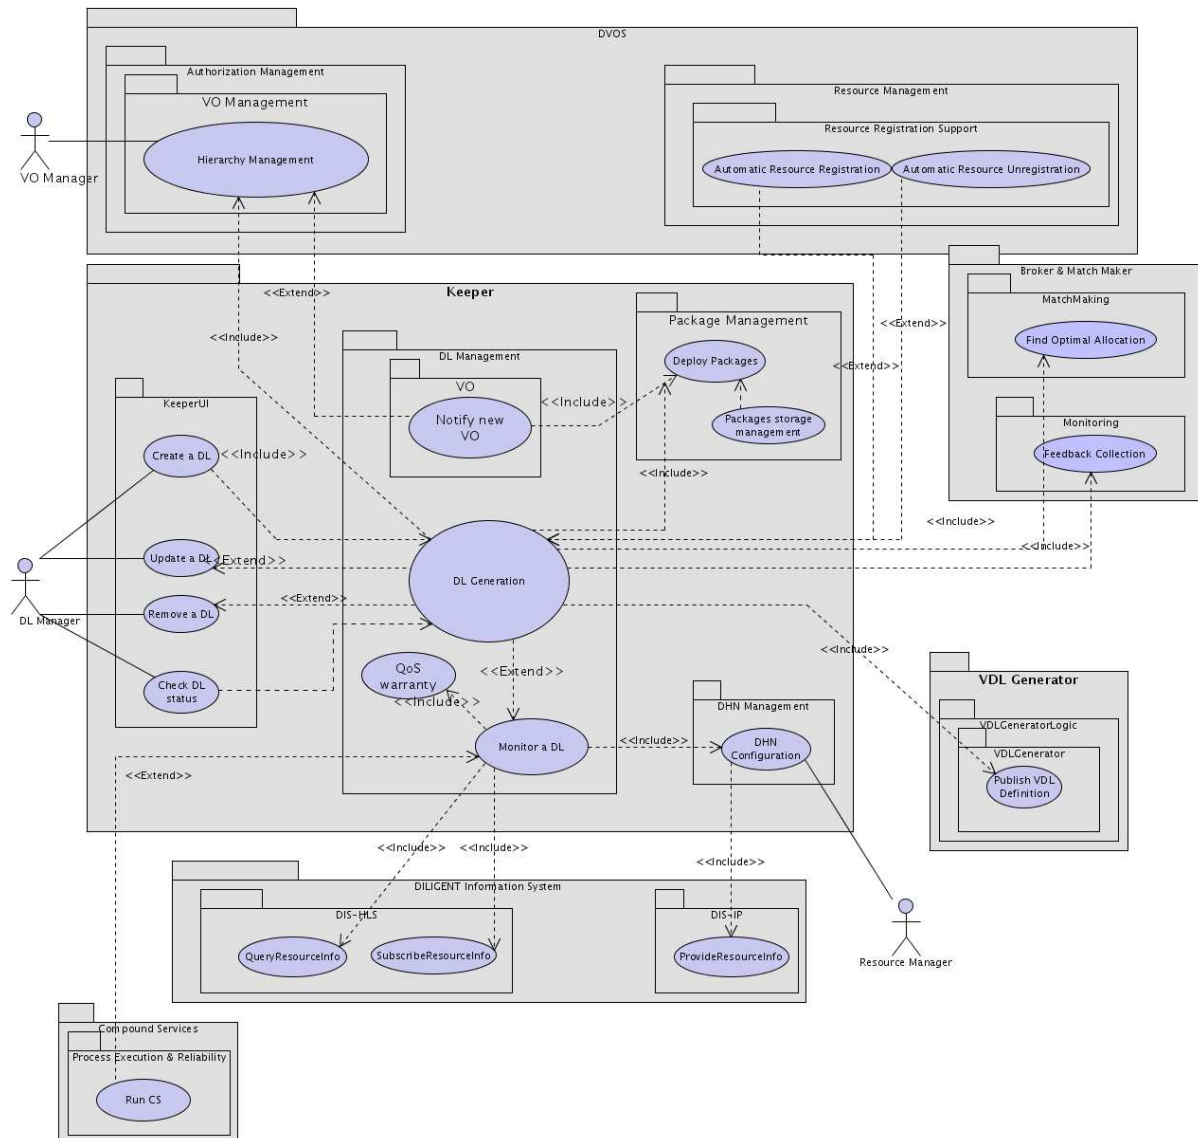 DVOS
Authorization Management
VO Management
Hierarchy Management
VO Manager
Resource Management
Resource Registration Support
Automatic Resource Registration
Automatic Resource Unregistration
Broker & Match Maker
MatchMaking
Find Optimal Allocation
Monitoring
Feedback Collection
Keeper
<<Extend>>
<<Include>>
<<Extend>>
<<Extend>>
Package Management
Deploy Packages
Packages storage
management
DL Management
VO
Notify new
VO
<<Include>>
<<Include>>
KeeperUI
Create a DL
<<Include>>
Update a DL
<<Extend>>
Remove a DL
<<Extend>>
Check DL
status
DL Manager
DL Generation
<<Include>>
<<Include>>
<<Include>>
<<Extend>>
QoS
warranty
<<Include>>
Monitor a DL
<<Include>>
DHN Management
DHN
Configuration
<<Extend>>
VDL Generator
VDLGeneratorLogic
VDLGenerator
Publish VDL
Definition
<<Include>>
<<Include>>
<<Include>>
DILIGENT Information System
DIS-HLS
QueryResourceInfo
SubscribeResourceInfo
DIS-IP
ProvideResourceInfo
Resource Manager
Compound Services
Process Execution & Reliability
Run CS